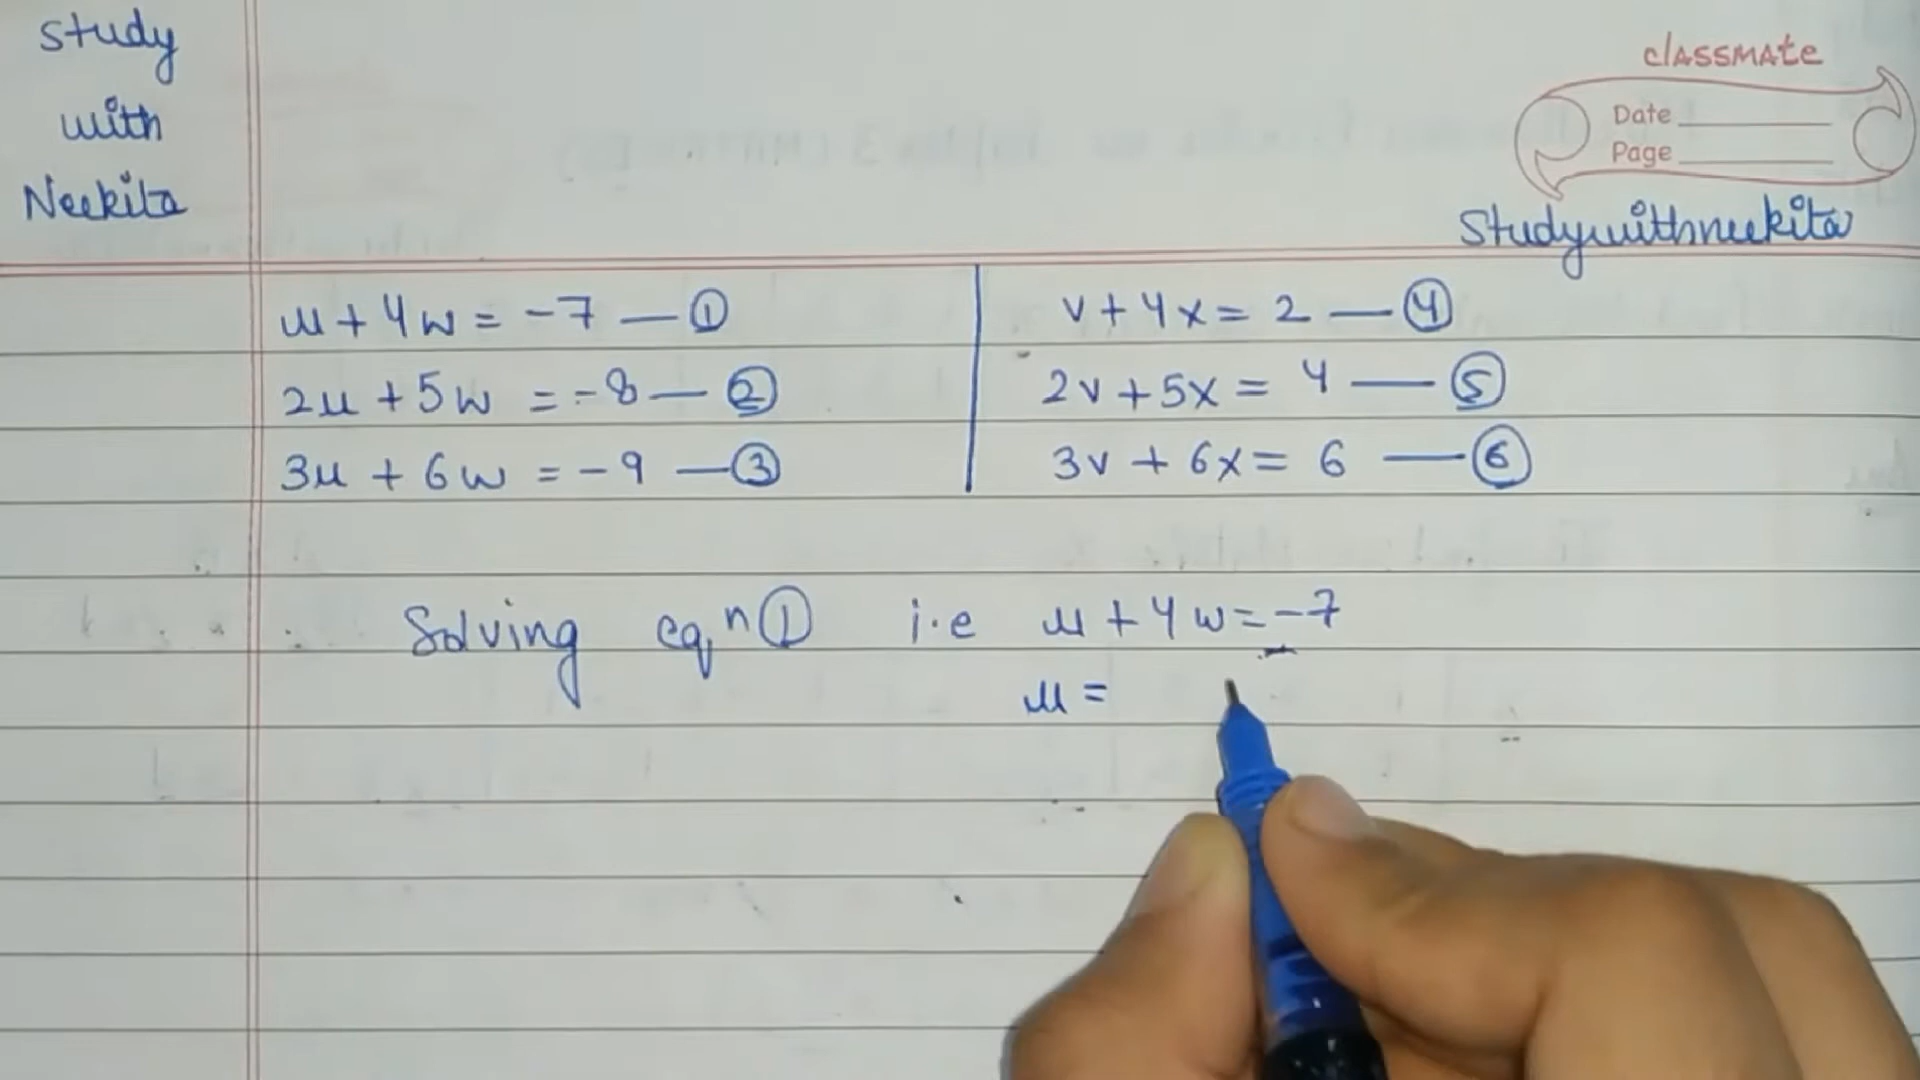 Study
with
Neekita
classmate
Date
Page
Studywithneekita
u + 4w = -7 — ①
2u + 5w = -8 — ②
3u + 6w = -9 — ③
v + 4x = 2 — ④
2v + 5x = 4 — ⑤
3v + 6x = 6 — ⑥
Solving eqⁿ ① i.e u + 4w = -7
u =